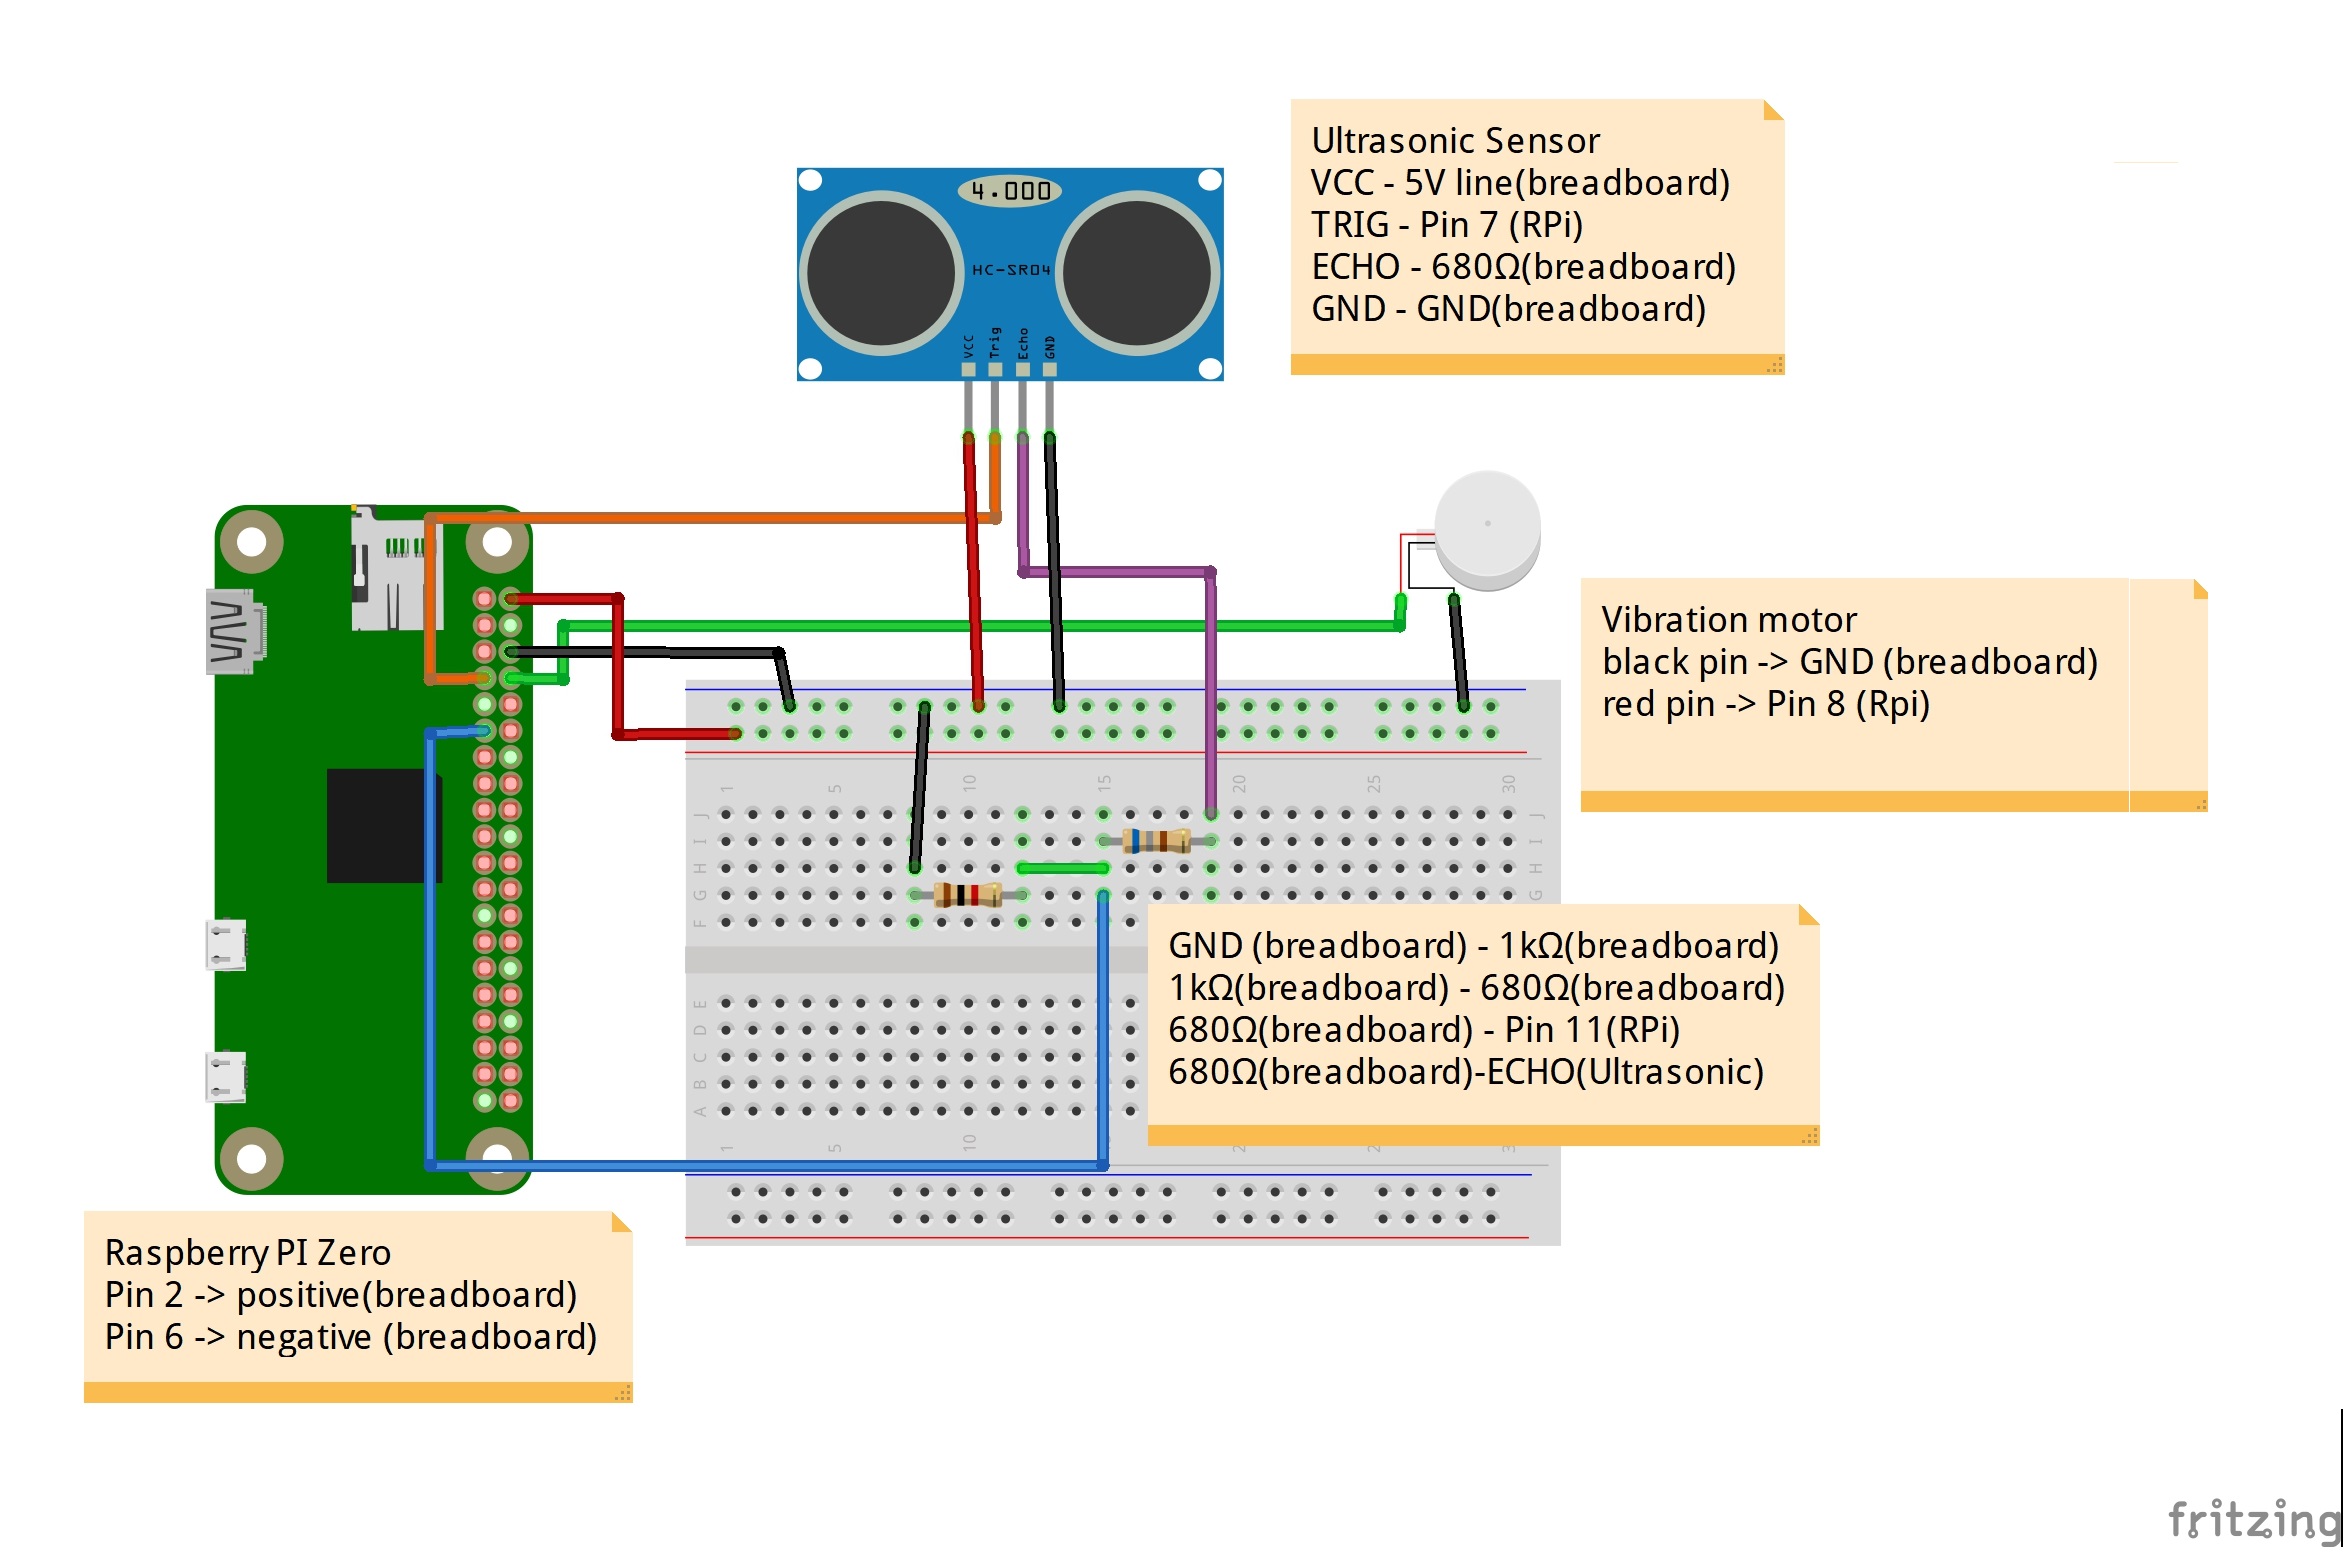 Ultrasonic Sensor
VCC - 5V line(breadboard)
TRIG - Pin 7 (RPi)
ECHO - 680Ω(breadboard)
GND - GND(breadboard)
4.000
HC-SR04
VCC
Trig
Echo
GND
Vibration motor
black pin -> GND (breadboard)
red pin -> Pin 8 (Rpi)
1 5 10 15 20 25 30
J J
I I
H H
G G
F
GND (breadboard) - 1kΩ(breadboard)
1kΩ(breadboard) - 680Ω(breadboard)
680Ω(breadboard) - Pin 11(RPi)
680Ω(breadboard)-ECHO(Ultrasonic)
E
D
C
B
A
1 5 10
Raspberry PI Zero
Pin 2 -> positive(breadboard)
Pin 6 -> negative (breadboard)
fritzing